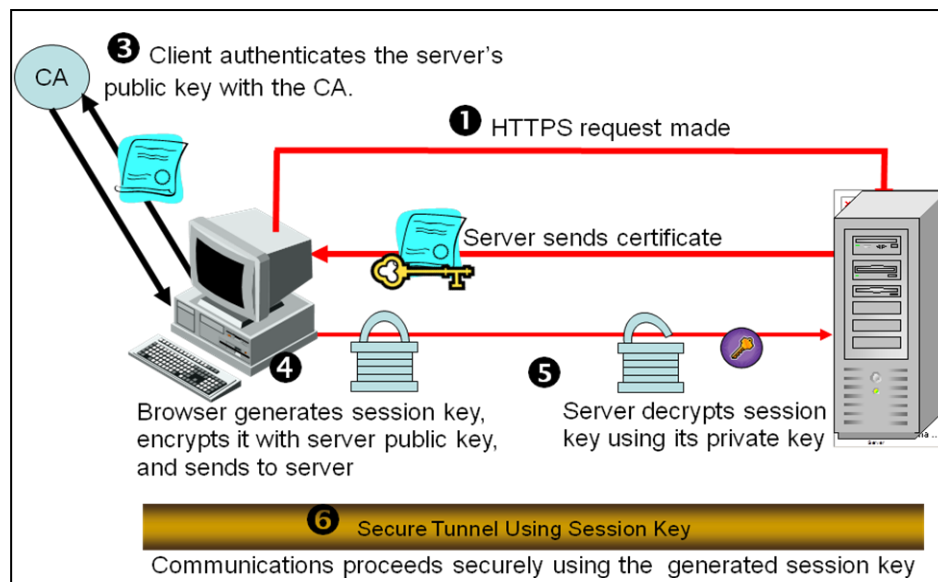 CA
❸ Client authenticates the server's
public key with the CA.
❶ HTTPS request made
Server sends certificate
❹
Browser generates session key,
encrypts it with server public key,
and sends to server
❺
Server decrypts session
key using its private key
Server
❻ Secure Tunnel Using Session Key
Communications proceeds securely using the generated session key